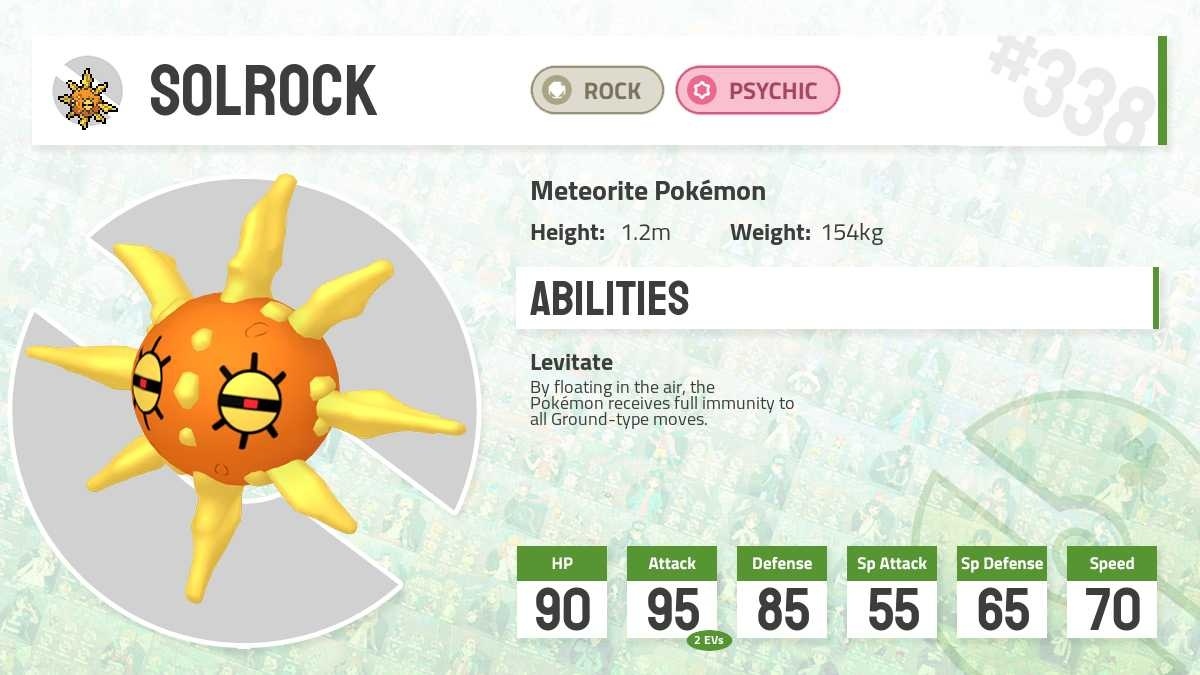 SOLROCK
ROCK
PSYCHIC
#338
Meteorite Pokémon
Height: 1.2m Weight: 154kg
ABILITIES
Levitate
By floating in the air, the
Pokémon receives full immunity to
all Ground-type moves.
HP Attack Defense Sp Attack Sp Defense Speed
90 95 85 55 65 70
2 EVs